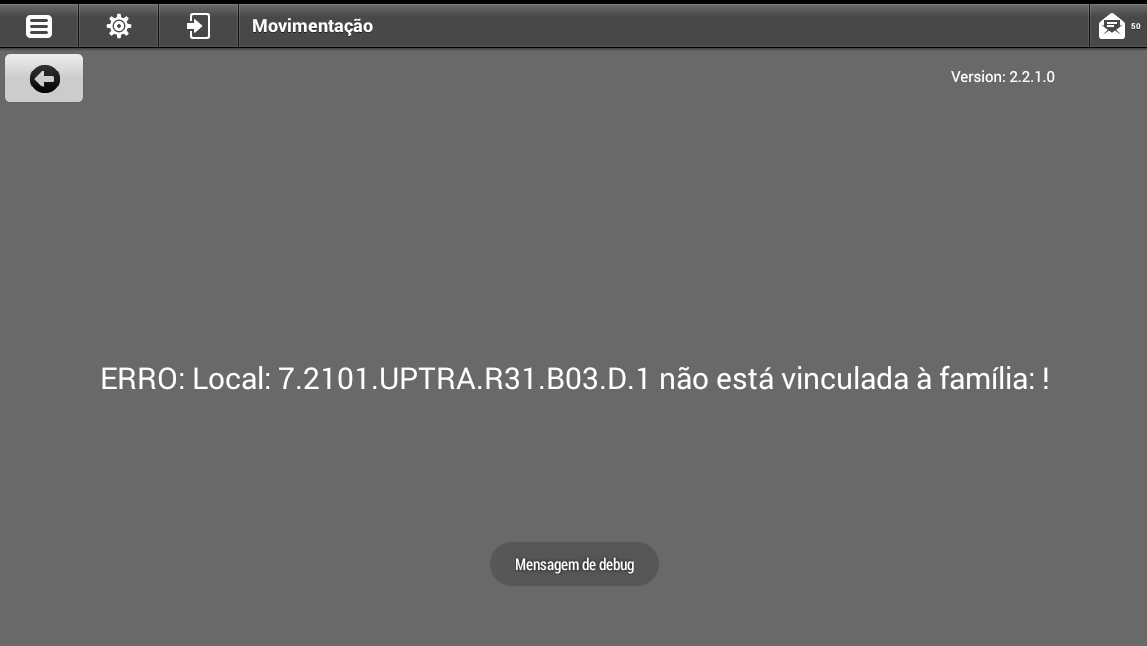 Movimentação
50
Version: 2.2.1.0
ERRO: Local: 7.2101.UPTRA.R31.B03.D.1 não está vinculada à família: !
Mensagem de debug